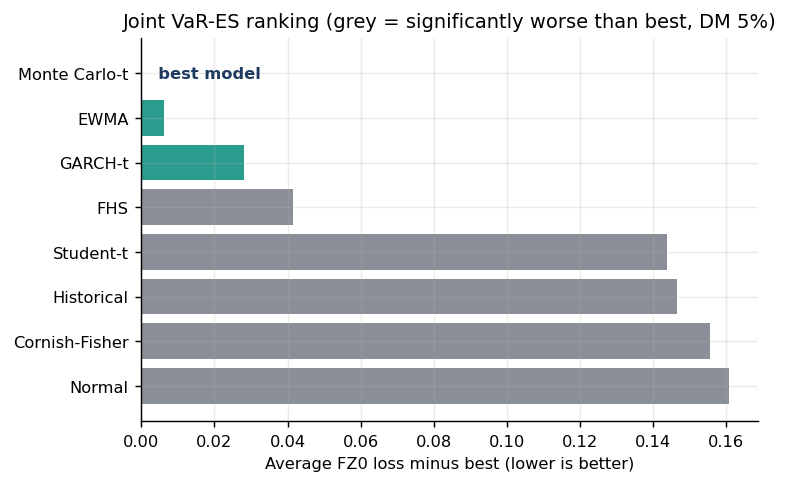 Joint VaR-ES ranking (grey = significantly worse than best, DM 5%)
Monte Carlo-t
best model
EWMA
GARCH-t
FHS
Student-t
Historical
Cornish-Fisher
Normal
0.00 0.02 0.04 0.06 0.08 0.10 0.12 0.14 0.16
Average FZ0 loss minus best (lower is better)